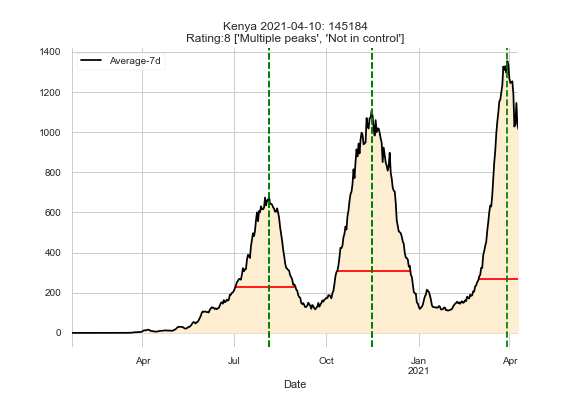 Kenya 2021-04-10: 145184
Rating:8 ['Multiple peaks', 'Not in control']
1400
Average-7d
1200
1000
800
600
400
200
0
Apr Jul Oct Jan Apr
2021
Date